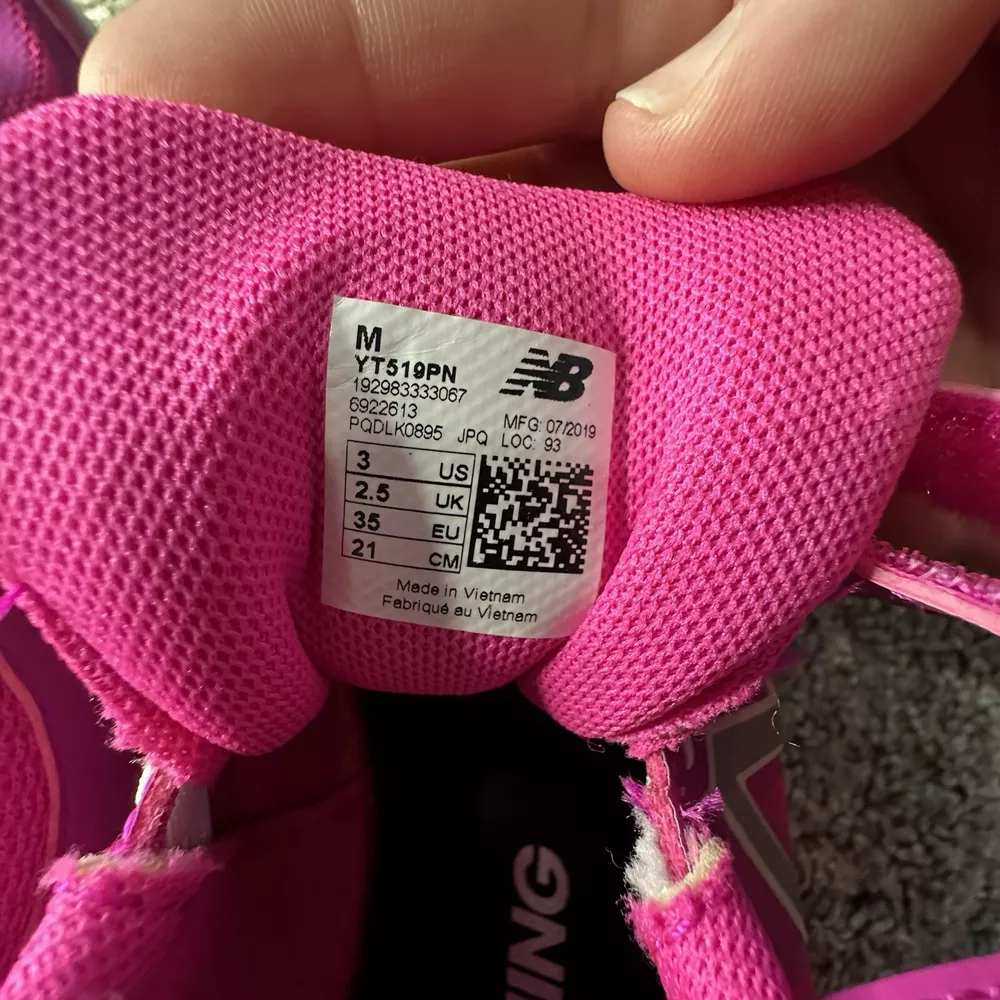 M
YT519PN
192983333067
6922613
PQDLK0895 JPQ
NB
MFG: 07/2019
LOC: 93
3 US
2.5 UK
35 EU
21 CM
Made in Vietnam
Fabriqué au Vietnam